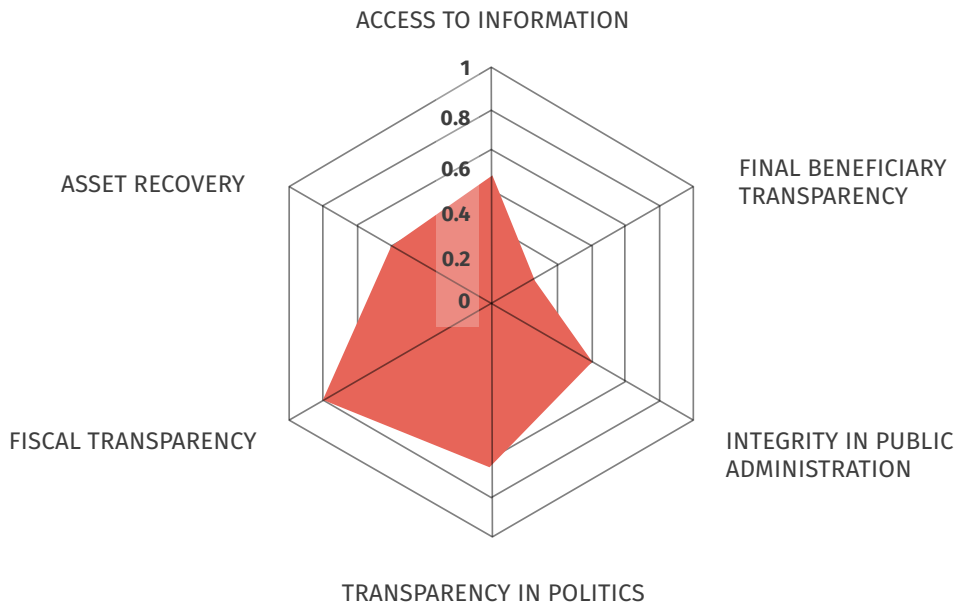 ACCESS TO INFORMATION
1
0.8
0.6
0.4
0.2
0
FINAL BENEFICIARY
TRANSPARENCY
ASSET RECOVERY
FISCAL TRANSPARENCY
INTEGRITY IN PUBLIC
ADMINISTRATION
TRANSPARENCY IN POLITICS